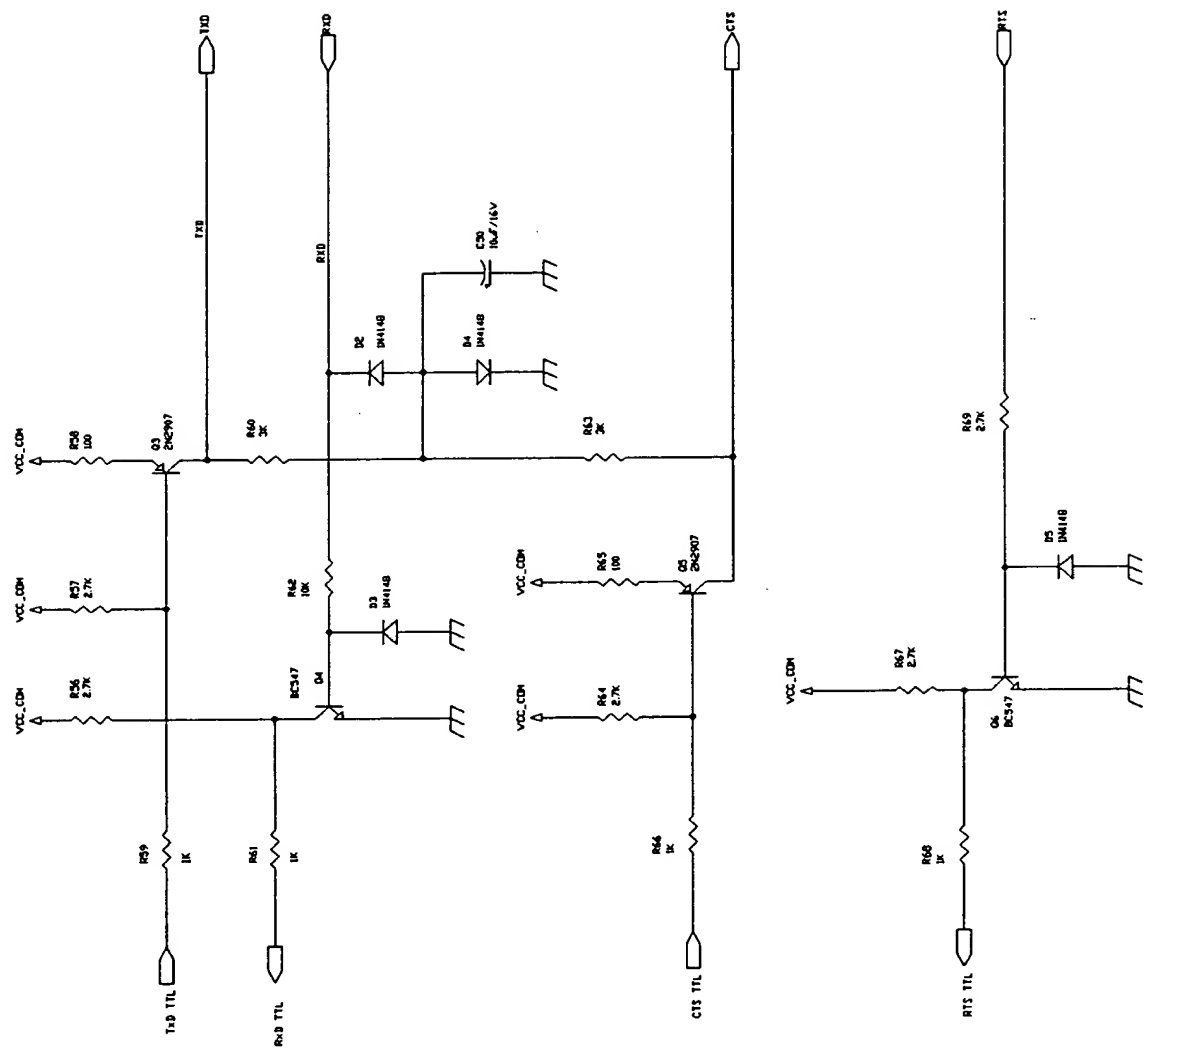 VCC_COM
VCC_COM
VCC_COM
R56
2.7K
R57
2.7K
R58
100
Q3
2N2907
TxD TTL
R59
1K
TXD
TXD
RxD TTL
R61
1K
BC547
Q4
R62
10K
R60
3K
RXD
RXD
D3
1N4148
D2
1N4148
D4
1N4148
C30
10uF/16V
VCC_COM
VCC_COM
R64
2.7K
R65
100
R63
3K
CTS TTL
R66
1K
Q5
2N2907
CTS
VCC_COM
R67
2.7K
RTS TTL
R68
1K
Q6
BC547
R69
2.7K
RTS
D5
1N4148